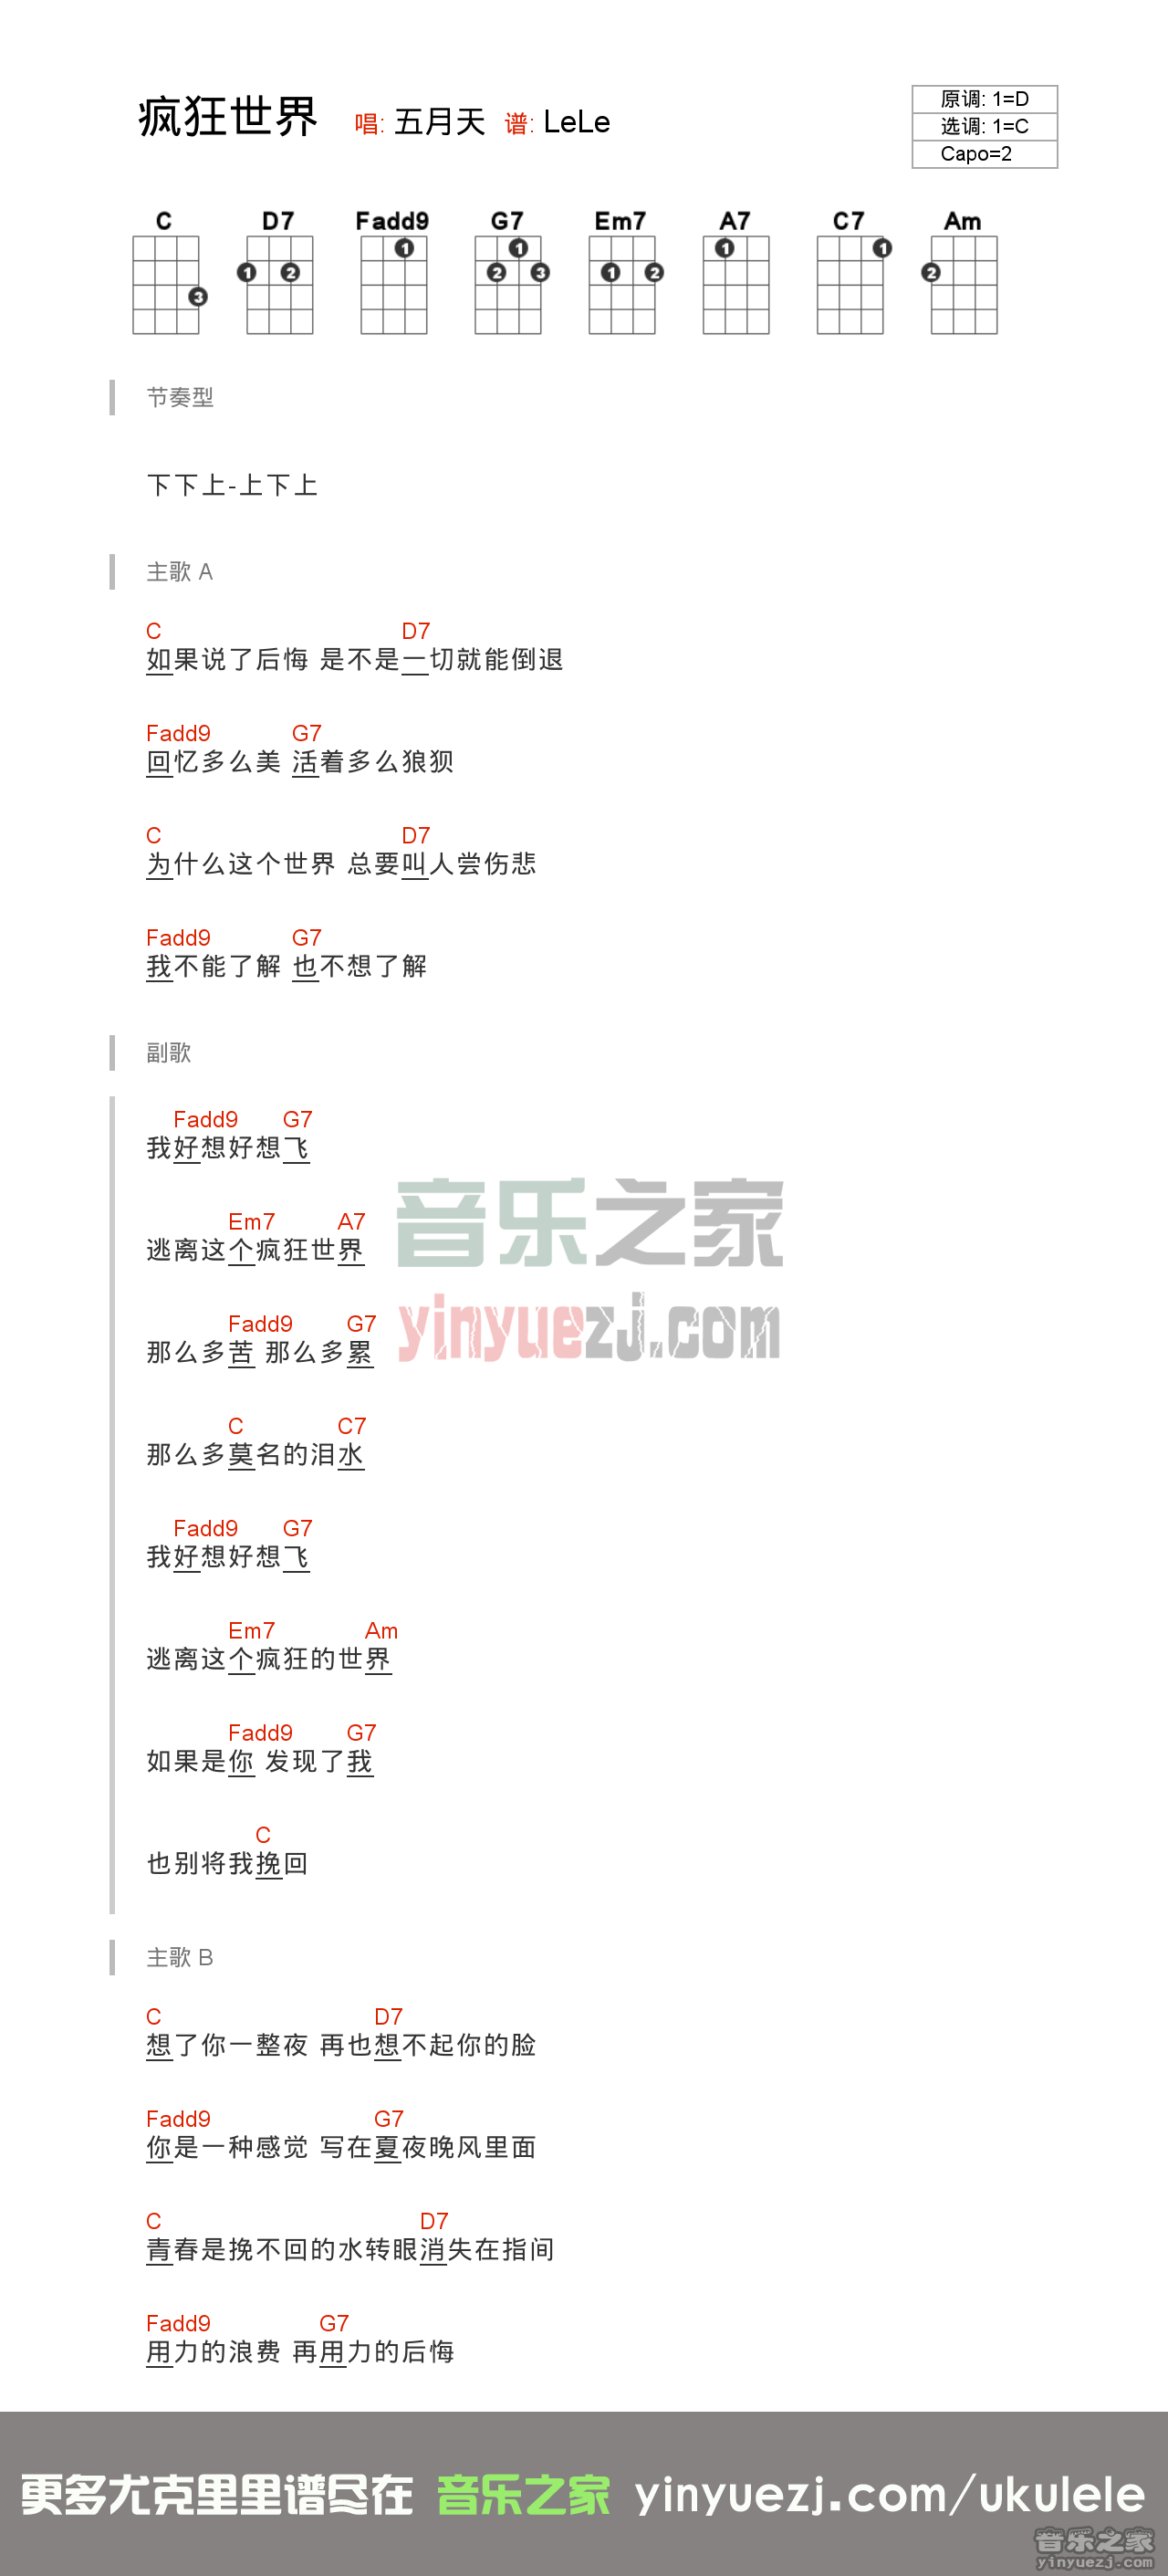 疯狂世界 唱: 五月天 谱: LeLe
原调: 1=D
选调: 1=C
Capo=2
C D7 Fadd9 G7 Em7 A7 C7 Am
3 1 2 1 1 2 3 1 2 1 1 2
节奏型
下下上-上下上
主歌 A
C D7
如果说了后悔 是不是一切就能倒退
Fadd9 G7
回忆多么美 活着多么狼狈
C D7
为什么这个世界 总要叫人尝伤悲
Fadd9 G7
我不能了解 也不想了解
副歌
Fadd9 G7
我好想好想飞
Em7 A7
逃离这个疯狂世界
Fadd9 G7
那么多苦 那么多累
C C7
那么多莫名的泪水
Fadd9 G7
我好想好想飞
Em7 Am
逃离这个疯狂的世界
Fadd9 G7
如果是你 发现了我
C
也别将我挽回
音乐之家
yinyuezj.com
主歌 B
C D7
想了你一整夜 再也想不起你的脸
Fadd9 G7
你是一种感觉 写在夏夜晚风里面
C D7
青春是挽不回的水转眼消失在指间
Fadd9 G7
用力的浪费 再用力的后悔
更多尤克里里谱尽在 音乐之家 yinyuezj.com/ukulele
音乐之家
yinyuezj.com